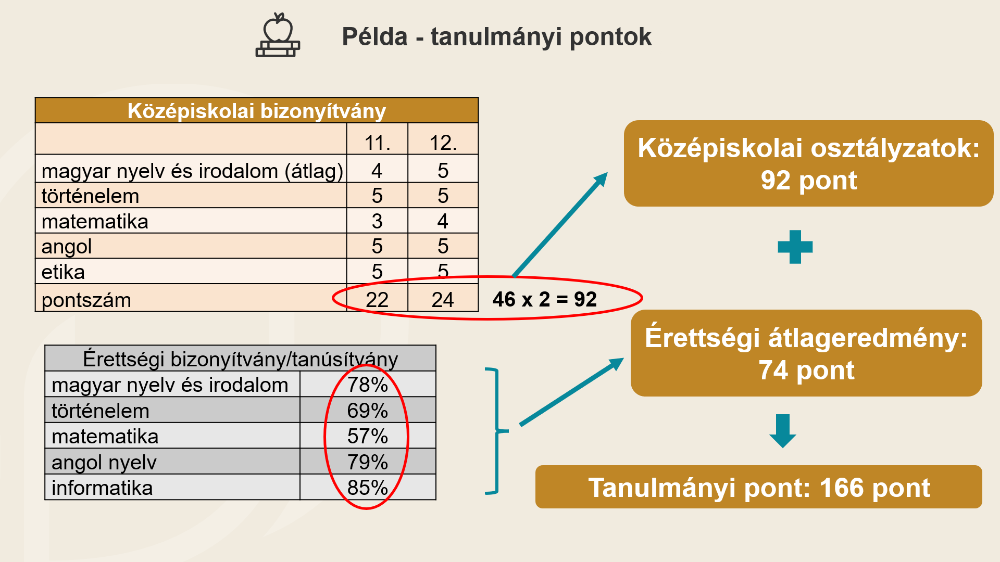 Példa - tanulmányi pontok
Középiskolai bizonyítvány
11. 12.
magyar nyelv és irodalom (átlag) 4 5
történelem 5 5
matematika 3 4
angol 5 5
etika 5 5
pontszám 22 24 46 x 2 = 92
Középiskolai osztályzatok:
92 pont
Érettségi bizonyítvány/tanúsítvány
magyar nyelv és irodalom 78%
történelem 69%
matematika 57%
angol nyelv 79%
informatika 85%
Érettségi átlageredmény:
74 pont
Tanulmányi pont: 166 pont